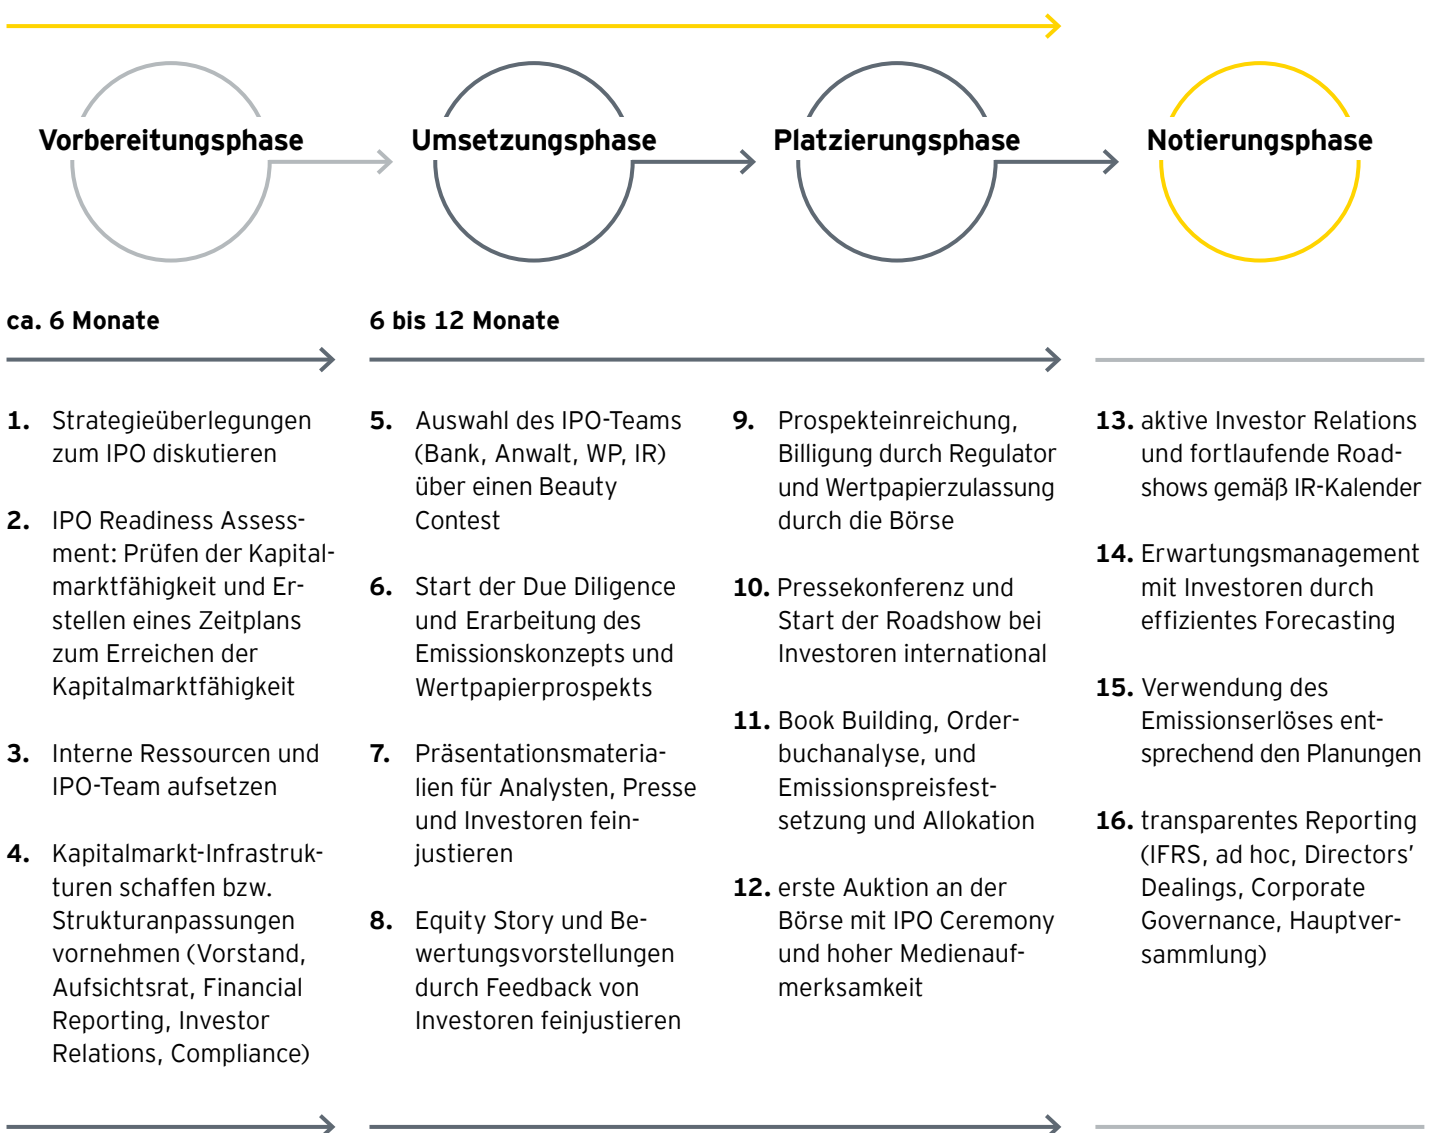 Vorbereitungsphase
Umsetzungsphase
Platzierungsphase
Notierungsphase
ca. 6 Monate
6 bis 12 Monate
1. Strategieüberlegungen
zum IPO diskutieren
2. IPO Readiness Assess-
ment: Prüfen der Kapital-
marktfähigkeit und Er-
stellen eines Zeitplans
zum Erreichen der
Kapitalmarktfähigkeit
3. Interne Ressourcen und
IPO-Team aufsetzen
4. Kapitalmarkt-Infrastruk-
turen schaffen bzw.
Strukturanpassungen
vornehmen (Vorstand,
Aufsichtsrat, Financial
Reporting, Investor
Relations, Compliance)
5. Auswahl des IPO-Teams
(Bank, Anwalt, WP, IR)
über einen Beauty
Contest
6. Start der Due Diligence
und Erarbeitung des
Emissionskonzepts und
Wertpapierprospekts
7. Präsentationsmateria-
lien für Analysten, Presse
und Investoren fein-
justieren
8. Equity Story und Be-
wertungsvorstellungen
durch Feedback von
Investoren feinjustieren
9. Prospekteinreichung,
Billigung durch Regulator
und Wertpapierzulassung
durch die Börse
10. Pressekonferenz und
Start der Roadshow bei
Investoren international
11. Book Building, Order-
buchanalyse, und
Emissionspreisfest-
setzung und Allokation
12. erste Auktion an der
Börse mit IPO Ceremony
und hoher Medienauf-
merksamkeit
13. aktive Investor Relations
und fortlaufende Road-
shows gemäß IR-Kalender
14. Erwartungsmanagement
mit Investoren durch
effizientes Forecasting
15. Verwendung des
Emissionserlöses ent-
sprechend den Planungen
16. transparentes Reporting
(IFRS, ad hoc, Directors’
Dealings, Corporate
Governance, Hauptver-
sammlung)